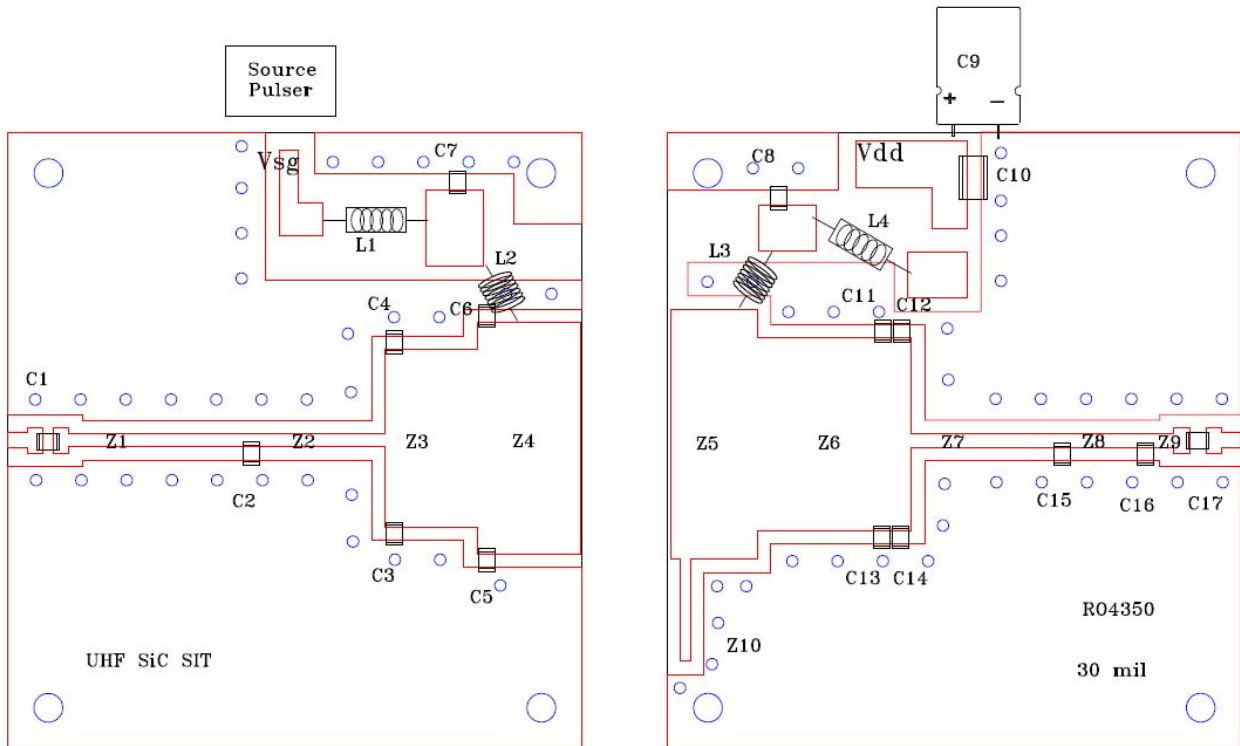 Source
Pulser
C9
+ −
Vsg
C7
C8
Vdd
C10
L1
L2
L3
L4
C4
C6
C11
C12
C1
Z1
Z2
Z3
Z4
Z5
Z6
Z7
Z8
Z9
C2
C15
C16
C17
C3
C5
C13
C14
Z10
RO4350
UHF SiC SIT
30 mil